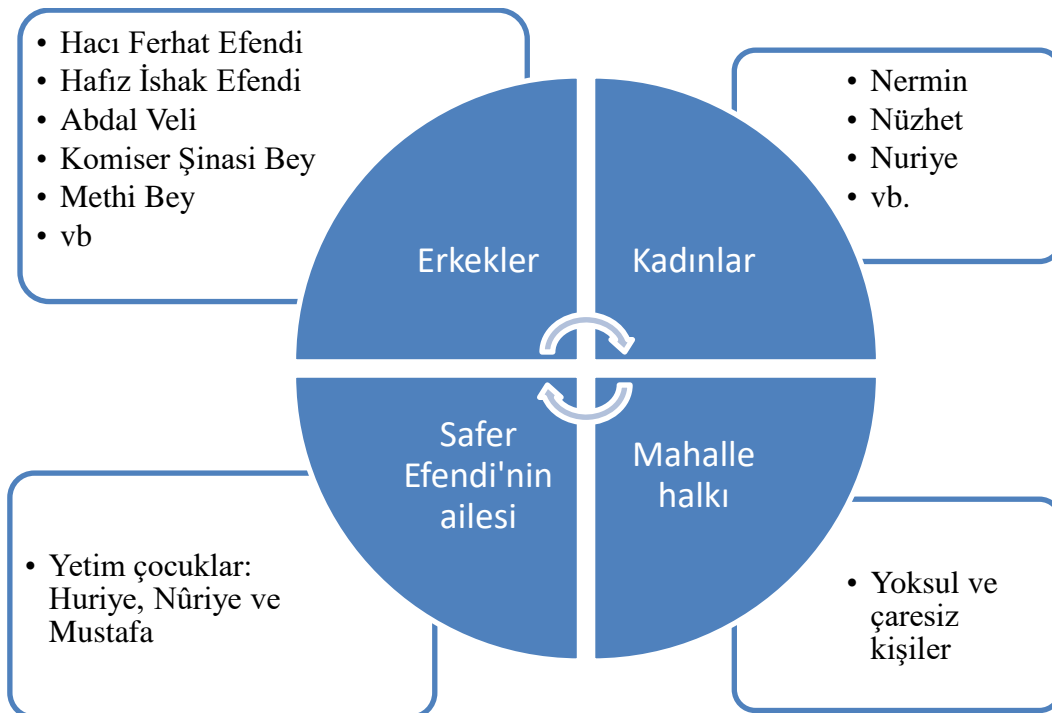 • Hacı Ferhat Efendi
• Hafız İshak Efendi
• Abdal Veli
• Komiser Şinasi Bey
• Methi Bey
• vb
• Nermin
• Nüzhet
• Nuriye
• vb.
Erkekler
Kadınlar
Safer
Efendi'nin
ailesi
Mahalle
halkı
• Yetim çocuklar:
Huriye, Nûriye ve
Mustafa
• Yoksul ve
çaresiz
kişiler